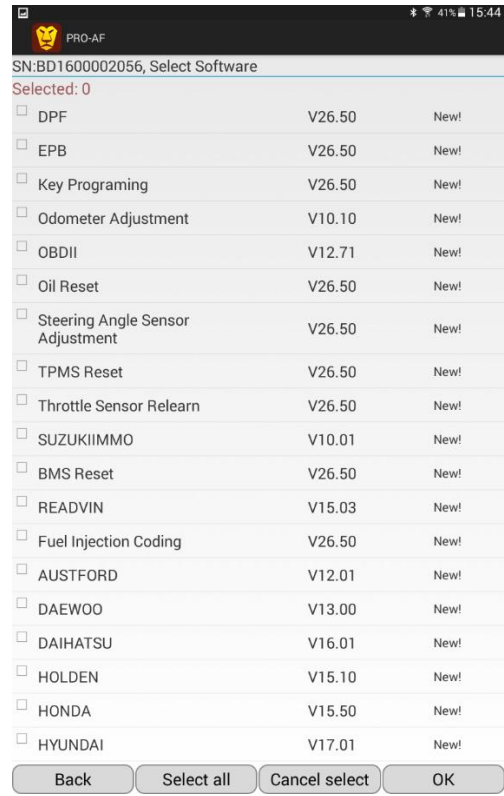 41% 15:44
PRO-AF
SN:BD1600002056, Select Software
Selected: 0
DPF V26.50 New!
EPB V26.50 New!
Key Programing V26.50 New!
Odometer Adjustment V10.10 New!
OBDII V12.71 New!
Oil Reset V26.50 New!
Steering Angle Sensor
Adjustment V26.50 New!
TPMS Reset V26.50 New!
Throttle Sensor Relearn V26.50 New!
SUZUKIIMMO V10.01 New!
BMS Reset V26.50 New!
READVIN V15.03 New!
Fuel Injection Coding V26.50 New!
AUSTFORD V12.01 New!
DAEWOO V13.00 New!
DAIHATSU V16.01 New!
HOLDEN V15.10 New!
HONDA V15.50 New!
HYUNDAI V17.01 New!
Back Select all Cancel select OK